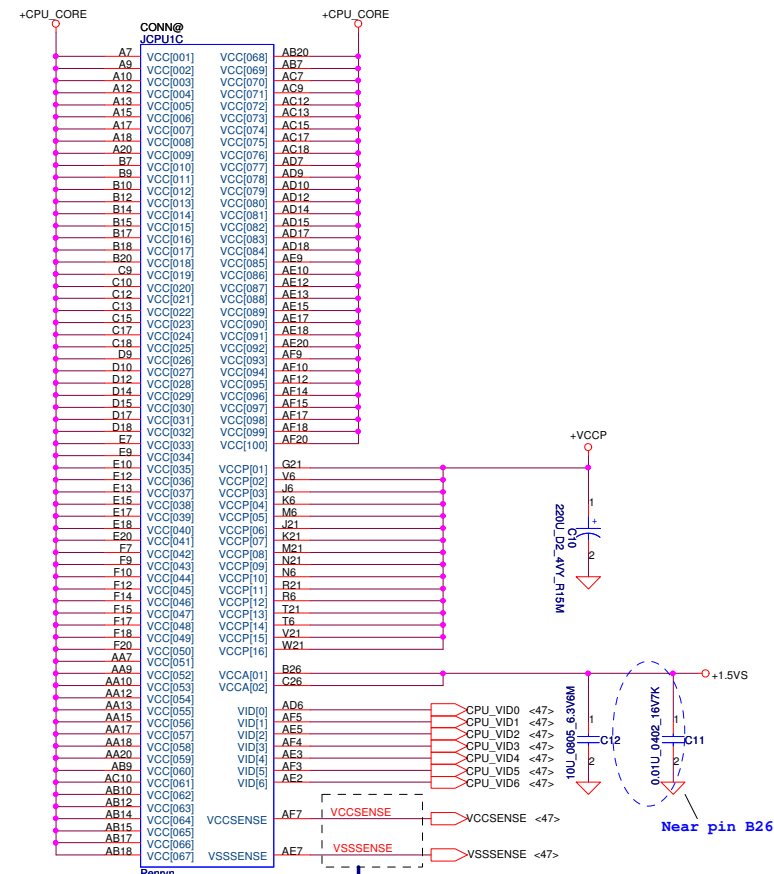 +CPU_CORE +CPU_CORE
CONN@
JCPU1C
A7 VCC[001] VCC[068] AB20
A9 VCC[002] VCC[069] AB7
A10 VCC[003] VCC[070] AC7
A12 VCC[004] VCC[071] AC9
A13 VCC[005] VCC[072] AC12
A15 VCC[006] VCC[073] AC13
A17 VCC[007] VCC[074] AC15
A18 VCC[008] VCC[075] AC17
A20 VCC[009] VCC[076] AC18
B7 VCC[010] VCC[077] AD7
B9 VCC[011] VCC[078] AD9
B10 VCC[012] VCC[079] AD10
B12 VCC[013] VCC[080] AD12
B14 VCC[014] VCC[081] AD14
B15 VCC[015] VCC[082] AD15
B17 VCC[016] VCC[083] AD17
B18 VCC[017] VCC[084] AD18
B20 VCC[018] VCC[085] AE9
C9 VCC[019] VCC[086] AE10
C10 VCC[020] VCC[087] AE12
C12 VCC[021] VCC[088] AE13
C13 VCC[022] VCC[089] AE15
C15 VCC[023] VCC[090] AE17
C17 VCC[024] VCC[091] AE18
C18 VCC[025] VCC[092] AE20
D9 VCC[026] VCC[093] AF9
D10 VCC[027] VCC[094] AF10
D12 VCC[028] VCC[095] AF12
D14 VCC[029] VCC[096] AF14
D15 VCC[030] VCC[097] AF15
D17 VCC[031] VCC[098] AF17
D18 VCC[032] VCC[099] AF18
E7 VCC[033] VCC[100] AF20
+VCCP
E9 VCC[034]
E10 VCC[035] VCCP[01] G21
E12 VCC[036] VCCP[02] V6
E13 VCC[037] VCCP[03] J6
E15 VCC[038] VCCP[04] K6
E17 VCC[039] VCCP[05] M6
E18 VCC[040] VCCP[06] J21
E20 VCC[041] VCCP[07] K21
F7 VCC[042] VCCP[08] M21
F9 VCC[043] VCCP[09] N21
F10 VCC[044] VCCP[10] N6
F12 VCC[045] VCCP[11] R21
F14 VCC[046] VCCP[12] R6
F15 VCC[047] VCCP[13] T21
F17 VCC[048] VCCP[14] T6
F18 VCC[049] VCCP[15] V21
F20 VCC[050] VCCP[16] W21
1
+
C10
220U_D2_4VY_R15M
2
AA7 VCC[051]
AA9 VCC[052] VCCA[01] B26
AA10 VCC[053] VCCA[02] C26
+1.5VS
AA12 VCC[054]
AA13 VCC[055] VID[0] AD6 CPU_VID0 <47>
AA15 VCC[056] VID[1] AF5 CPU_VID1 <47>
AA17 VCC[057] VID[2] AE5 CPU_VID2 <47>
AA18 VCC[058] VID[3] AF4 CPU_VID3 <47>
AA20 VCC[059] VID[4] AE3 CPU_VID4 <47>
AB9 VCC[060] VID[5] AF3 CPU_VID5 <47>
AC10 VCC[061] VID[6] AE2 CPU_VID6 <47>
AB10 VCC[062]
AB12 VCC[063]
AB14 VCC[064] VCCSENSE AF7 VCCSENSE VCCSENSE <47>
AB15 VCC[065]
AB17 VCC[066]
AB18 VCC[067] VSSSENSE AE7 VSSSENSE VSSSENSE <47>
10U_0805_6.3V6M
1
C12
2
0.01U_0402_16V7K
1
C11
2
Near pin B26
Penryn